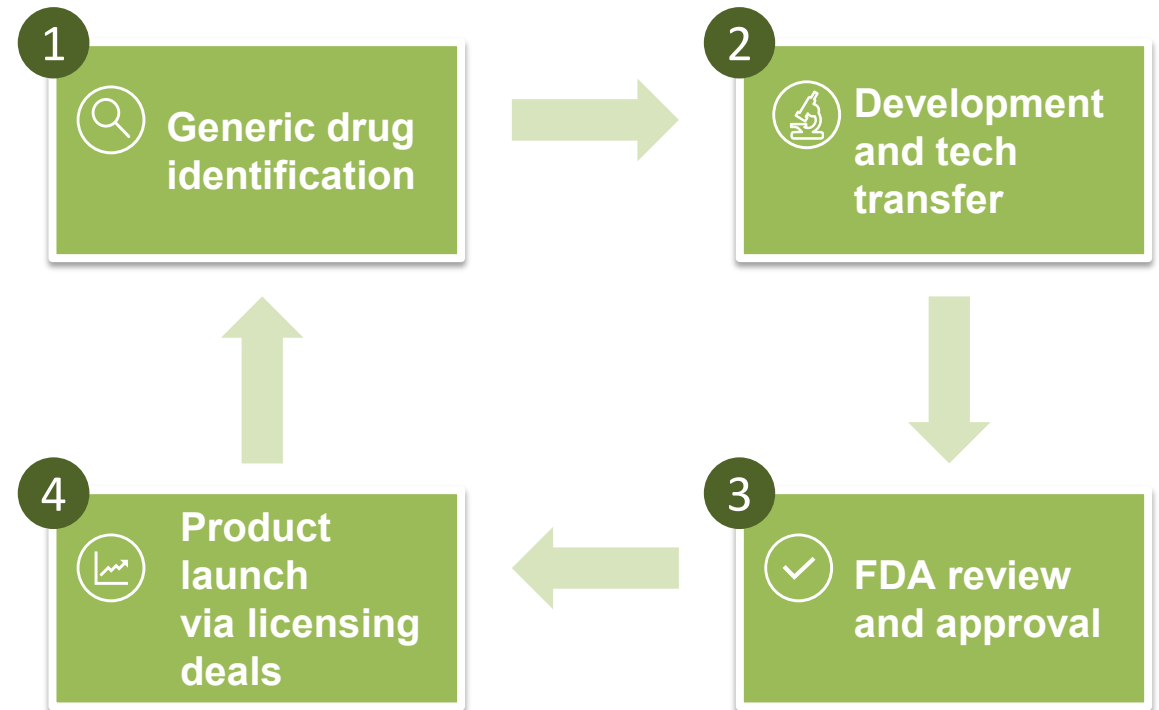 1
Generic drug
identification
2
Development
and tech
transfer
3
FDA review
and approval
4
Product
launch
via licensing
deals